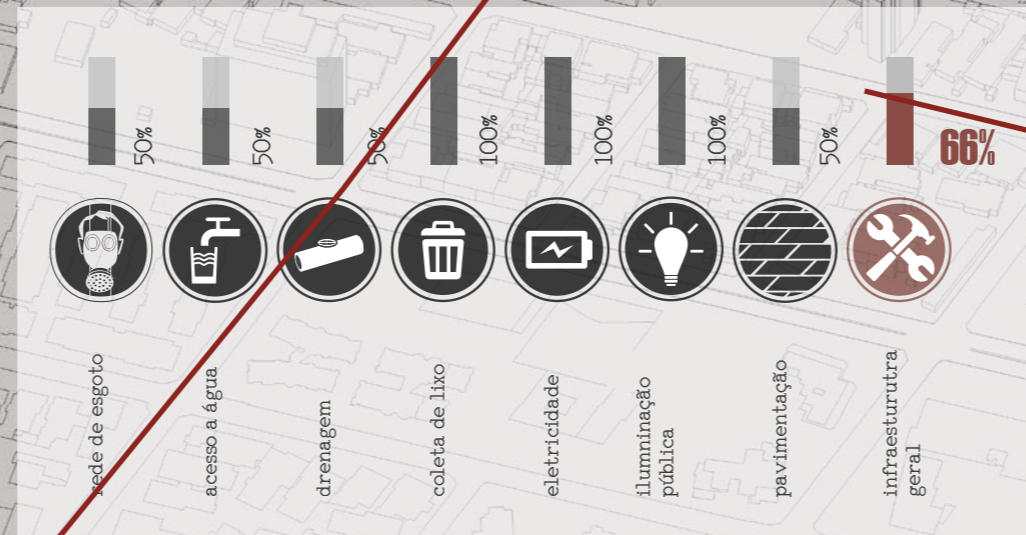 50%
50%
50%
100%
100%
100%
50%
66%
rede de esgoto
acesso a água
drenagem
coleta de lixo
eletricidade
ilumninação
pública
pavimentação
infraesturutra
geral